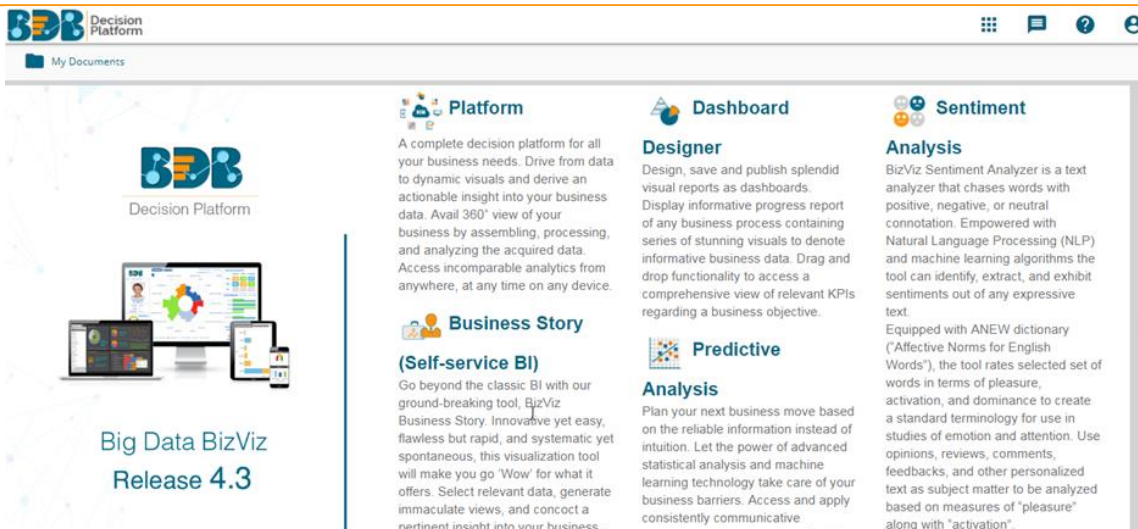 BDB Decision
Platform
My Documents
BDB
Decision Platform
Big Data BizViz
Release 4.3
Platform
A complete decision platform for all
your business needs. Drive from data
to dynamic visuals and derive an
actionable insight into your business
data. Avail 360° view of your
business by assembling, processing,
and analyzing the acquired data.
Access incomparable analytics from
anywhere, at any time on any device.
Business Story
(Self-service BI)
Go beyond the classic BI with our
ground-breaking tool, BizViz
Business Story. Innovative yet easy,
flawless but rapid, and systematic yet
spontaneous, this visualization tool
will make you go 'Wow' for what it
offers. Select relevant data, generate
immaculate views, and concoct a
pertinent insight into your business
Dashboard
Designer
Design, save and publish splendid
visual reports as dashboards.
Display informative progress report
of any business process containing
series of stunning visuals to denote
informative business data. Drag and
drop functionality to access a
comprehensive view of relevant KPIs
regarding a business objective.
Predictive
Analysis
Plan your next business move based
on the reliable information instead of
intuition. Let the power of advanced
statistical analysis and machine
learning technology take care of your
business barriers. Access and apply
consistently communicative
Sentiment
Analysis
BizViz Sentiment Analyzer is a text
analyzer that chases words with
positive, negative, or neutral
connotation. Empowered with
Natural Language Processing (NLP)
and machine learning algorithms the
tool can identify, extract, and exhibit
sentiments out of any expressive
text.
Equipped with ANEW dictionary
("Affective Norms for English
Words"), the tool rates selected set of
words in terms of pleasure,
activation, and dominance to create
a standard terminology for use in
studies of emotion and attention. Use
opinions, reviews, comments,
feedbacks, and other personalized
text as subject matter to be analyzed
based on measures of "pleasure"
along with "activation".